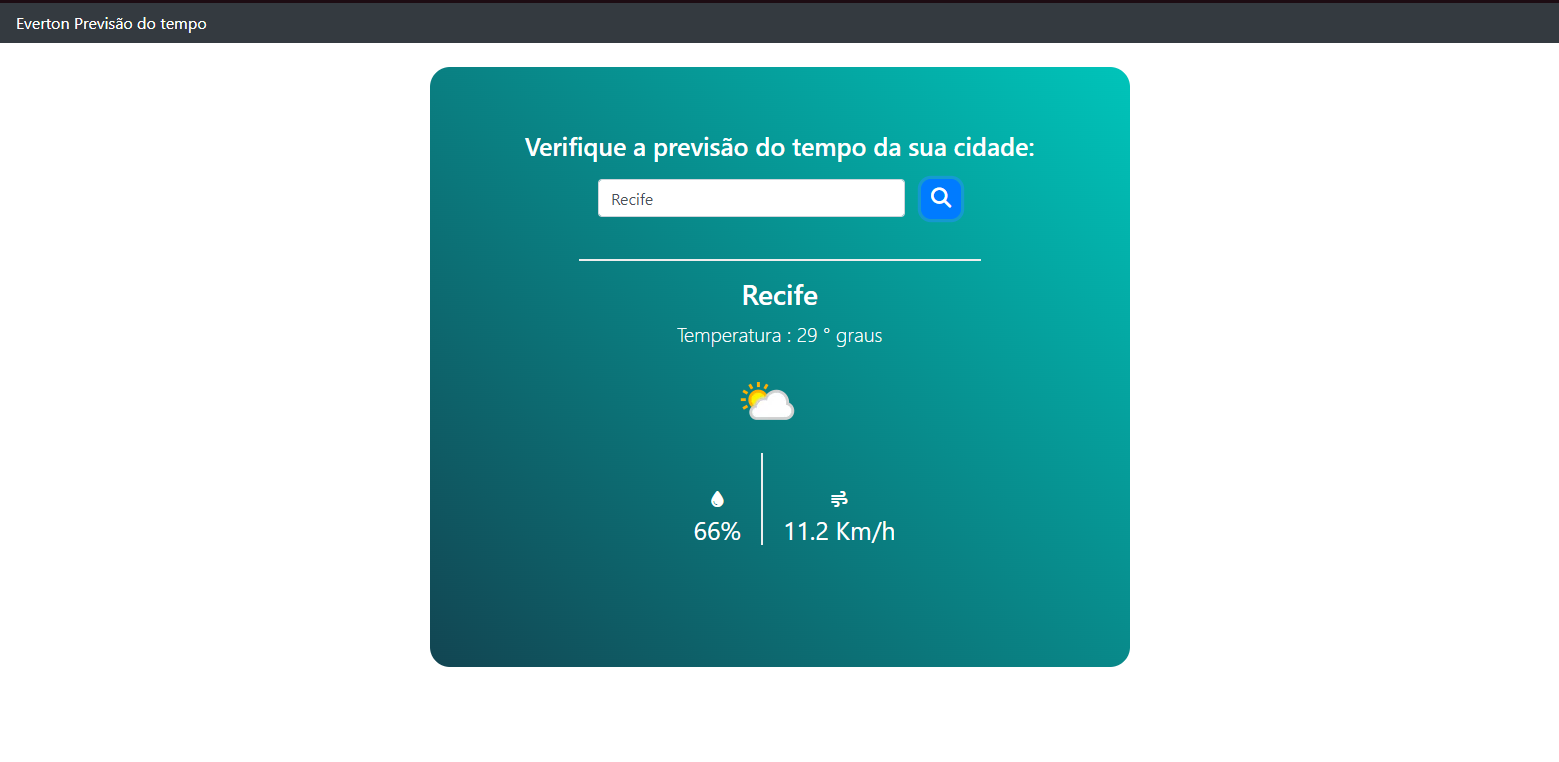 Everton Previsão do tempo
Verifique a previsão do tempo da sua cidade:
Recife
Recife
Temperatura : 29 ° graus
66%
11.2 Km/h